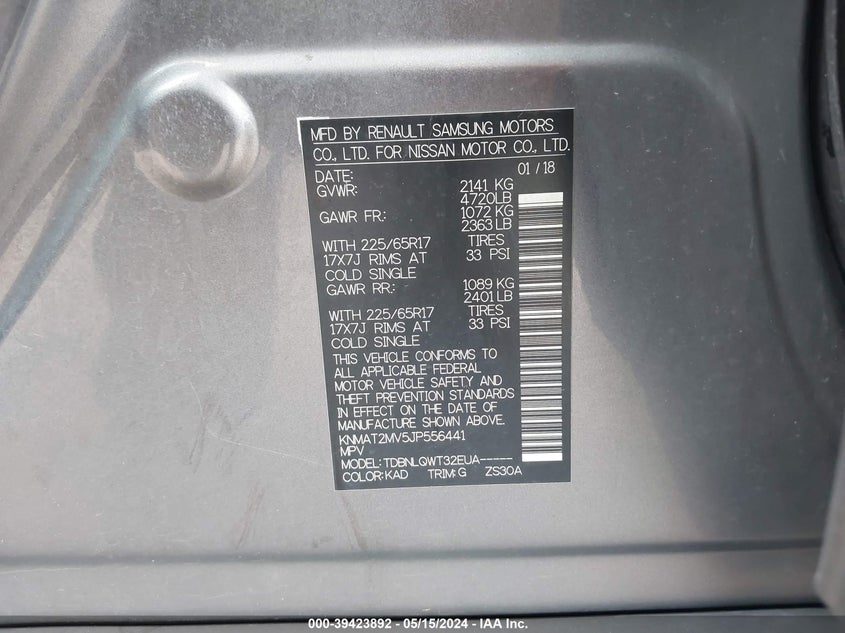 MFD BY RENAULT SAMSUNG MOTORS
CO., LTD. FOR NISSAN MOTOR CO., LTD.
DATE: 01 / 18
GVWR: 2141 KG
4720LB
GAWR FR.: 1072 KG
2363 LB
WITH 225/65R17 TIRES
17X7J RIMS AT 33 PSI
COLD SINGLE
GAWR RR.: 1089 KG
2401 LB
WITH 225/65R17 TIRES
17X7J RIMS AT 33 PSI
COLD SINGLE
THIS VEHICLE CONFORMS TO
ALL APPLICABLE FEDERAL
MOTOR VEHICLE SAFETY AND
THEFT PREVENTION STANDARDS
IN EFFECT ON THE DATE OF
MANUFACTURE SHOWN ABOVE.
KNMAT2MV5JP556441
MPV
MODEL: TDBNLQWT32EUA-----
COLOR: KAD TRIM: G ZS30A
000-39423892 - 05/15/2024 - IAA Inc.